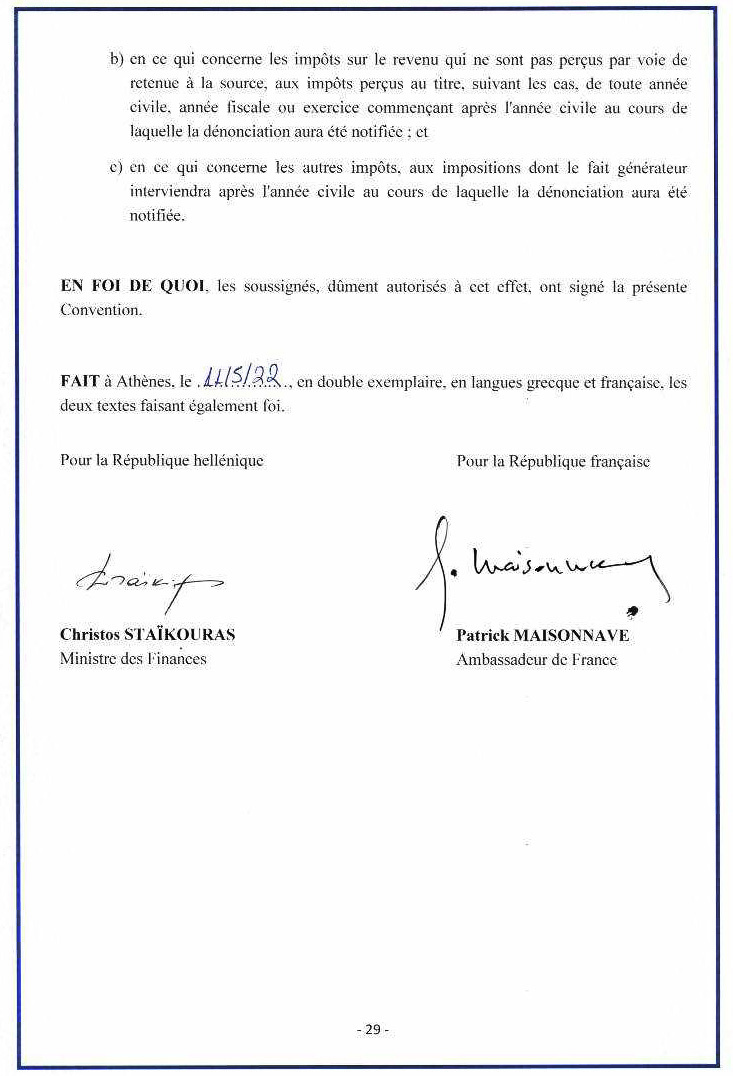 b) en ce qui concerne les impôts sur le revenu qui ne sont pas perçus par voie de
retenue à la source, aux impôts perçus au titre, suivant les cas, de toute année
civile, année fiscale ou exercice commençant après l'année civile au cours de
laquelle la dénonciation aura été notifiée ; et
c) en ce qui concerne les autres impôts, aux impositions dont le fait générateur
interviendra après l'année civile au cours de laquelle la dénonciation aura été
notifiée.
EN FOI DE QUOI, les soussignés, dûment autorisés à cet effet, ont signé la présente
Convention.
FAIT à Athènes, le 11/5/22, en double exemplaire, en langues grecque et française, les
deux textes faisant également foi.
Pour la République hellénique
Pour la République française
P. Maisonnave
Christos STAÏKOURAS
Ministre des Finances
Patrick MAISONNAVE
Ambassadeur de France
- 29 -